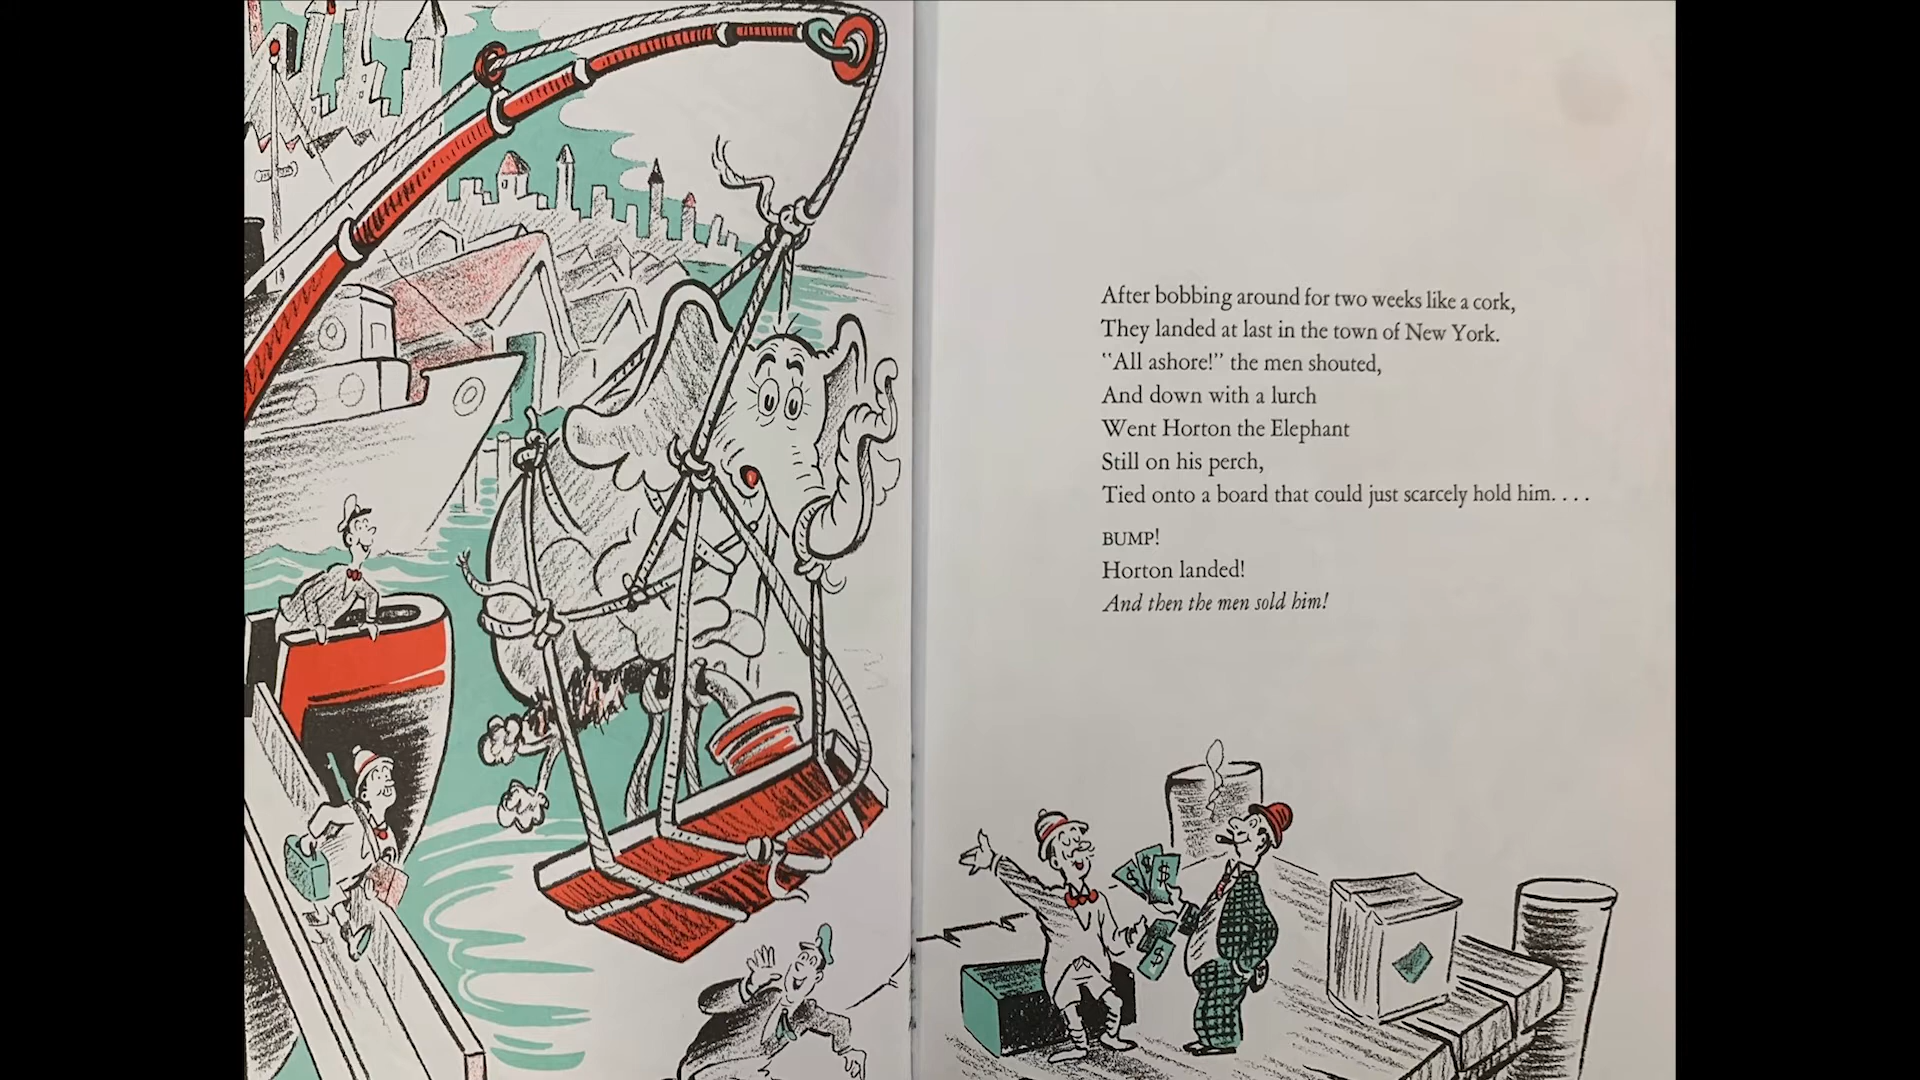 After bobbing around for two weeks like a cork,
They landed at last in the town of New York.
"All ashore!" the men shouted,
And down with a lurch
Went Horton the Elephant
Still on his perch,
Tied onto a board that could just scarcely hold him. . . .
BUMP!
Horton landed!
And then the men sold him!
$ $ $
$